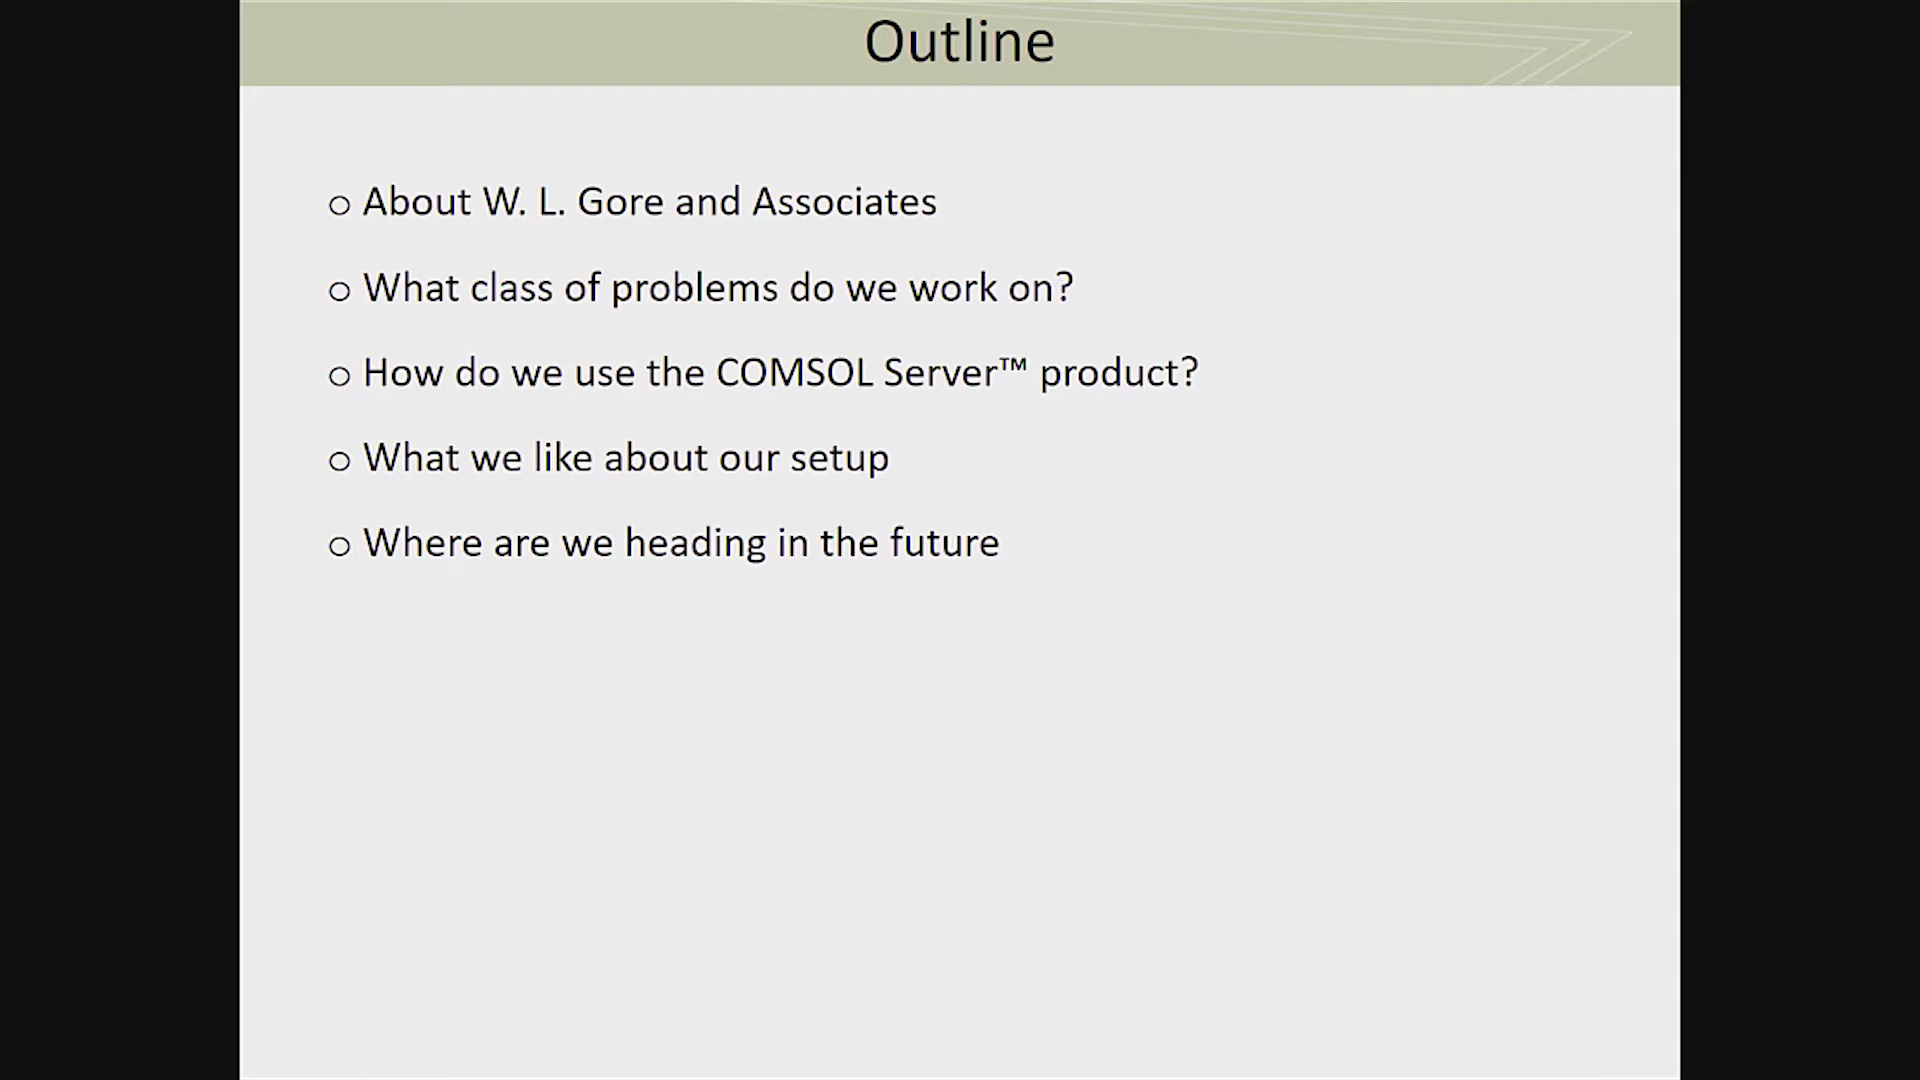 Outline
o About W. L. Gore and Associates
o What class of problems do we work on?
o How do we use the COMSOL Server™ product?
o What we like about our setup
o Where are we heading in the future